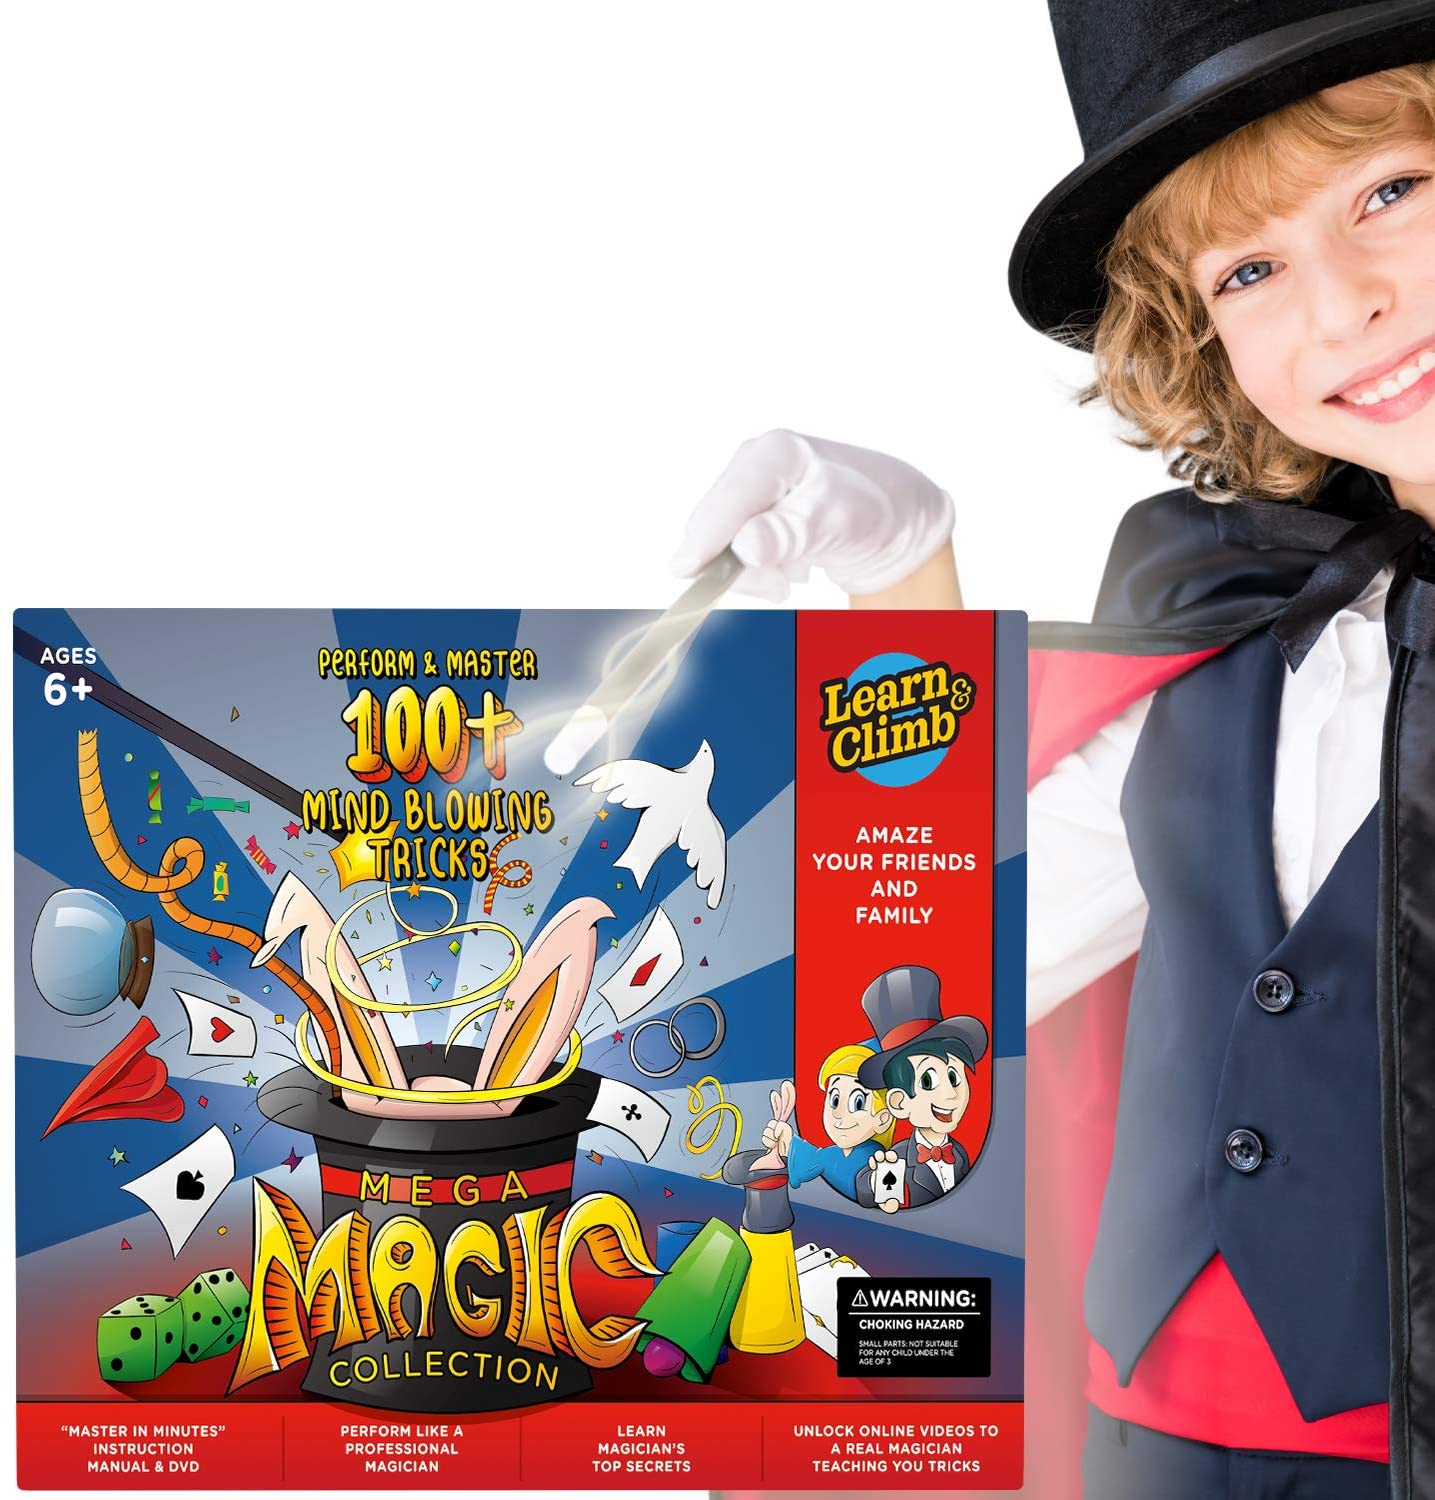 AGES
6+
PERFORM & MASTER
100+
MIND BLOWING
TRICKS
Learn &
Climb
AMAZE
YOUR FRIENDS
AND
FAMILY
MEGA
MAGIC
COLLECTION
WARNING:
CHOKING HAZARD
SMALL PARTS: NOT SUITABLE
FOR ANY CHILD UNDER THE
AGE OF 3
“MASTER IN MINUTES”
INSTRUCTION
MANUAL & DVD
PERFORM LIKE A
PROFESSIONAL
MAGICIAN
LEARN
MAGICIAN'S
TOP SECRETS
UNLOCK ONLINE VIDEOS TO
A REAL MAGICIAN
TEACHING YOU TRICKS